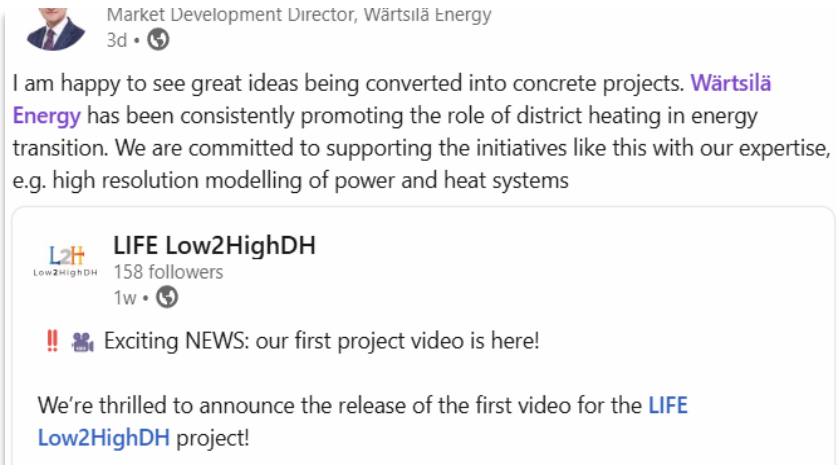 Market Development Director, Wärtsilä Energy
3d •
I am happy to see great ideas being converted into concrete projects. Wärtsilä
Energy has been consistently promoting the role of district heating in energy
transition. We are committed to supporting the initiatives like this with our expertise,
e.g. high resolution modelling of power and heat systems
L2H
Low2HighDH
LIFE Low2HighDH
158 followers
1w •
‼️ 🎥 Exciting NEWS: our first project video is here!
We're thrilled to announce the release of the first video for the LIFE
Low2HighDH project!